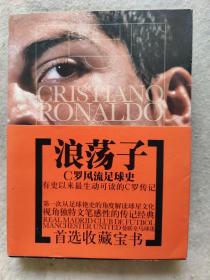 CRISTIANO
RONALDO
浪荡子
C罗风流足球史
有史以来最生动可读的C罗传记
第一次从足球艳史的角度解读球星文化
视角独特文笔感性的传记经典
REAL MADRID CLUB DE FUTBOL
MANCHESTER UNITED
首选收藏宝书